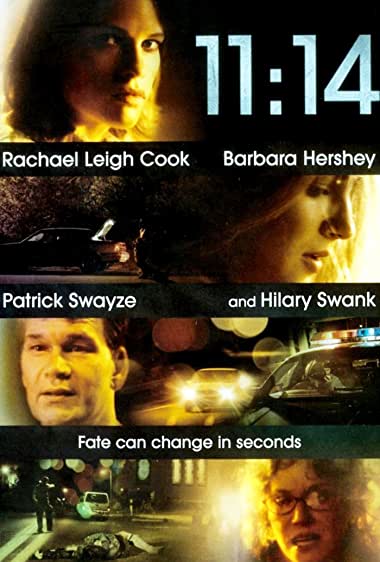 11:14
Rachael Leigh Cook Barbara Hershey
Patrick Swayze and Hilary Swank
Fate can change in seconds